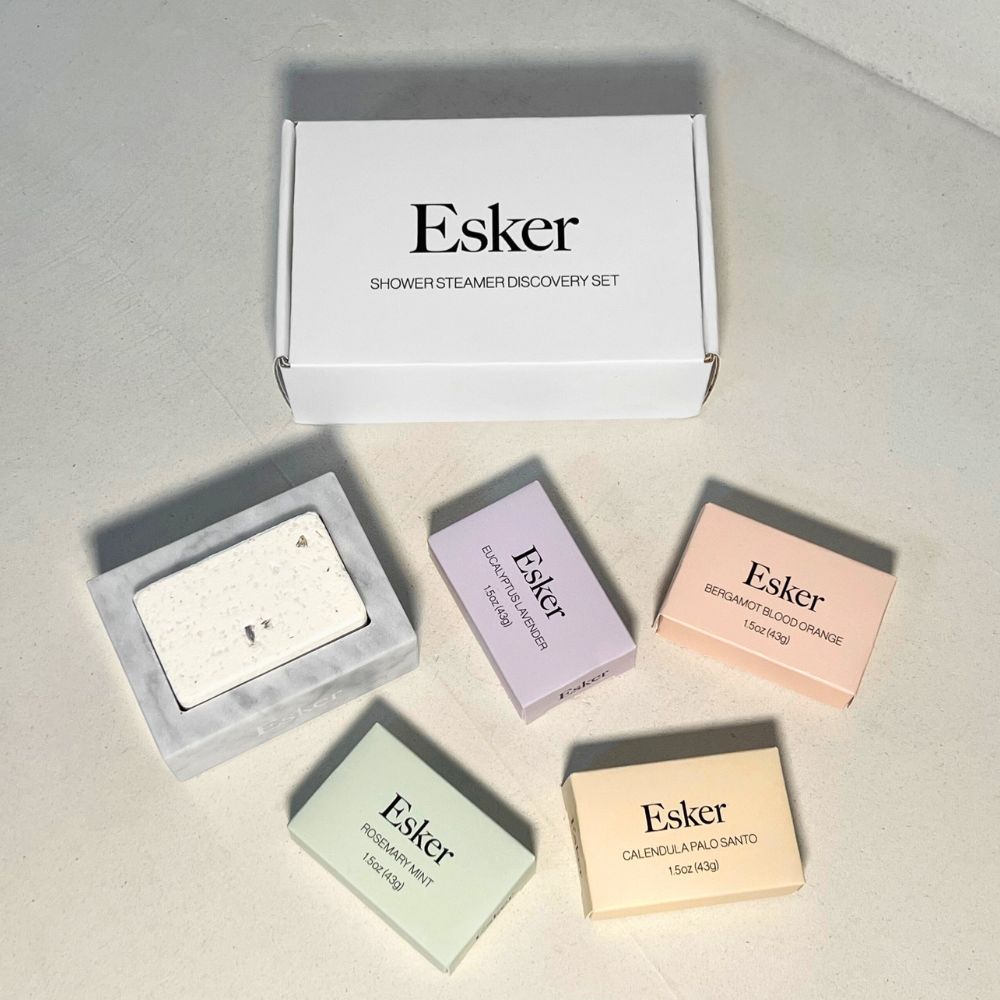 Esker
SHOWER STEAMER DISCOVERY SET
Esker
Esker
EUCALYPTUS LAVENDER
1.5oz (43g)
Esker
Esker
BERGAMOT BLOOD ORANGE
1.5oz (43g)
Esker
ROSEMARY MINT
1.5oz (43g)
Esker
CALENDULA PALO SANTO
1.5oz (43g)